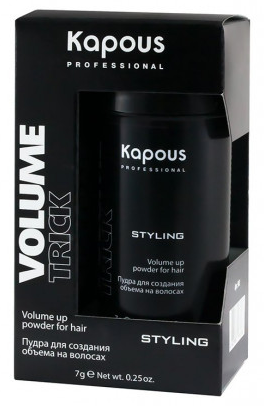 Kapous
PROFESSIONAL
VOLUME
TRICK
Kapous
PROFESSIONAL
STYLING
Volume up
powder for hair
Пудра для создания
объема на волосах
Volume up
powder for hair
Пудра для создания
объема на волосах
STYLING
7g ℮ Net wt. 0.25oz.